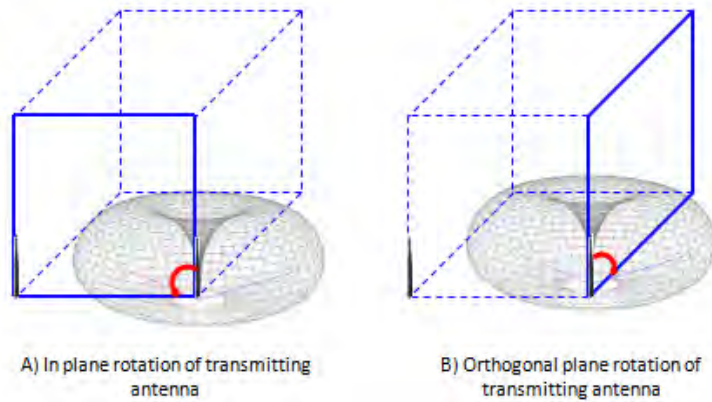 A) In plane rotation of transmitting
antenna
B) Orthogonal plane rotation of
transmitting antenna